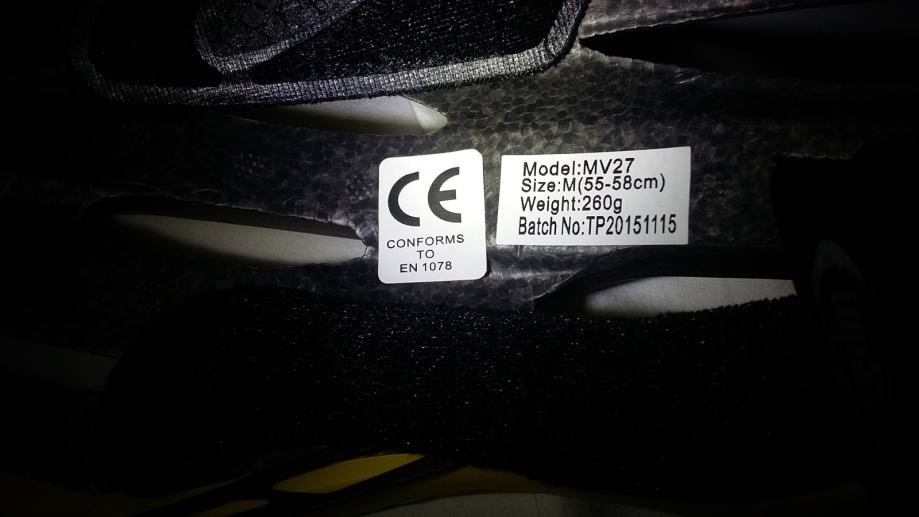 CE
CONFORMS
TO
EN 1078
Model:MV27
Size:M(55-58cm)
Weight:260g
Batch No:TP20151115